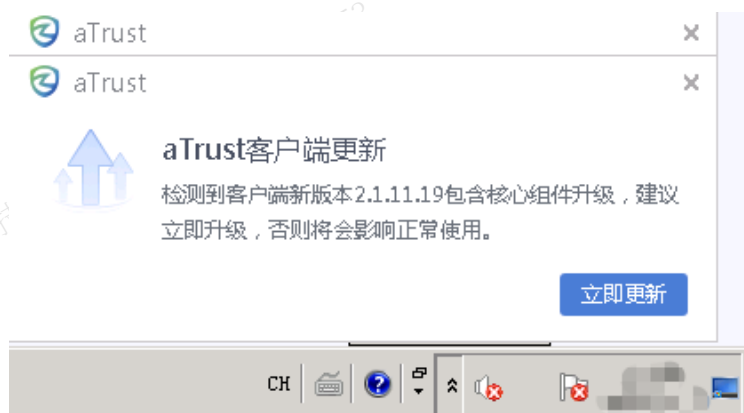 aTrust
aTrust
aTrust客户端更新
检测到客户端新版本2.1.11.19包含核心组件升级，建议
立即升级，否则将会影响正常使用。
立即更新
CH